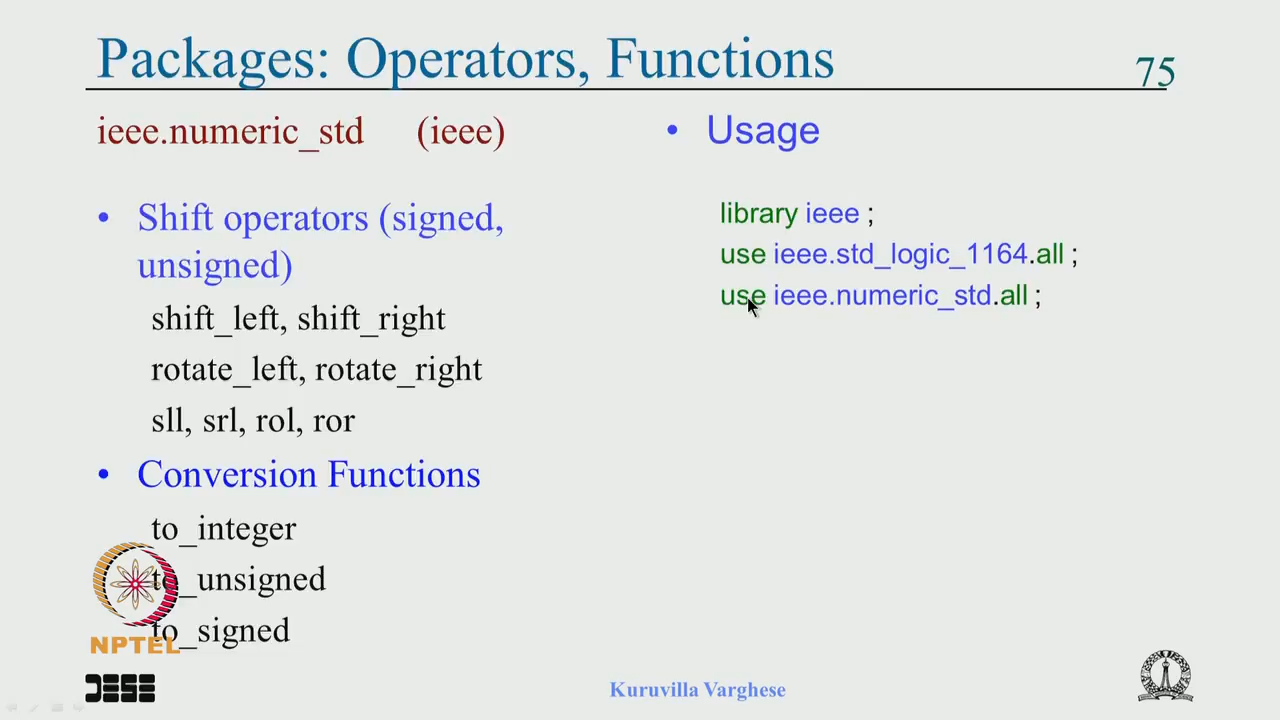 Packages: Operators, Functions
75
ieee.numeric_std (ieee)
• Shift operators (signed,
unsigned)
shift_left, shift_right
rotate_left, rotate_right
sll, srl, rol, ror
• Conversion Functions
to_integer
to_unsigned
to_signed
• Usage
library ieee ;
use ieee.std_logic_1164.all ;
use ieee.numeric_std.all ;
NPTEL
DESE
Kuruvilla Varghese